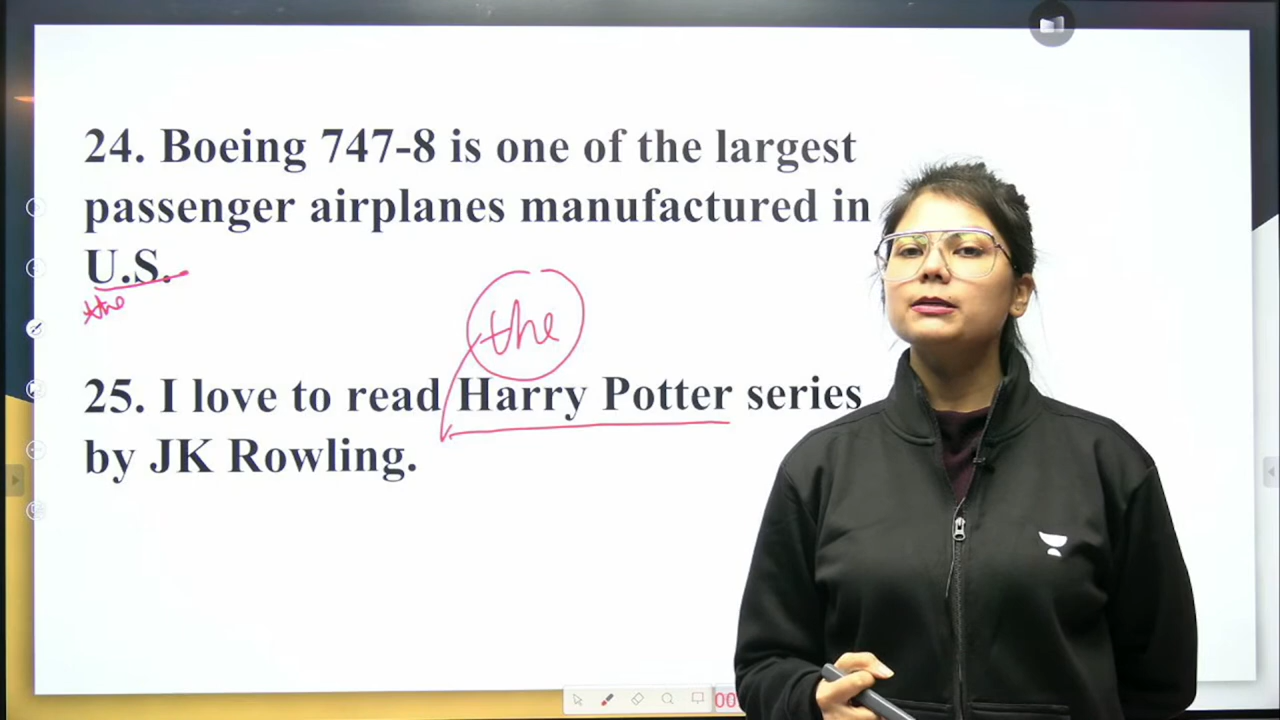 24. Boeing 747-8 is one of the largest
passenger airplanes manufactured in
U.S.
the
the
25. I love to read Harry Potter series
by JK Rowling.
00